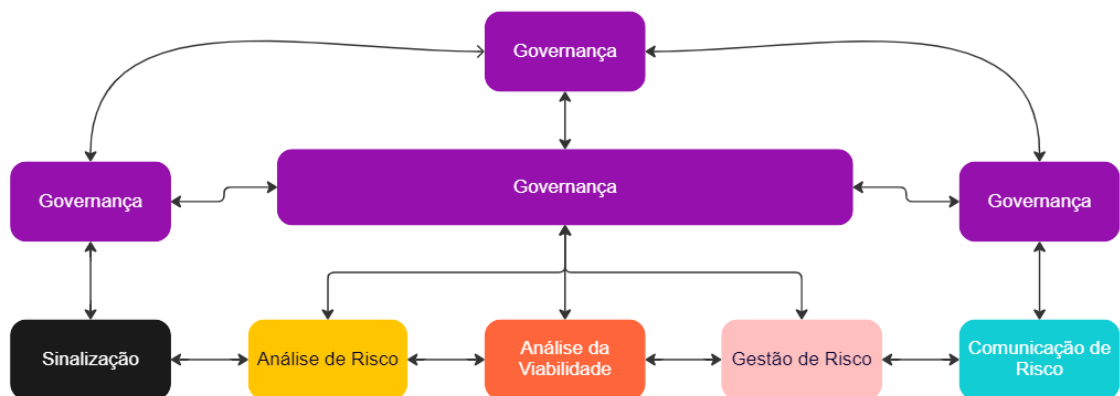 Governança
Governança
Governança
Governança
Sinalização
Análise de Risco
Análise da
Viabilidade
Gestão de Risco
Comunicação de
Risco